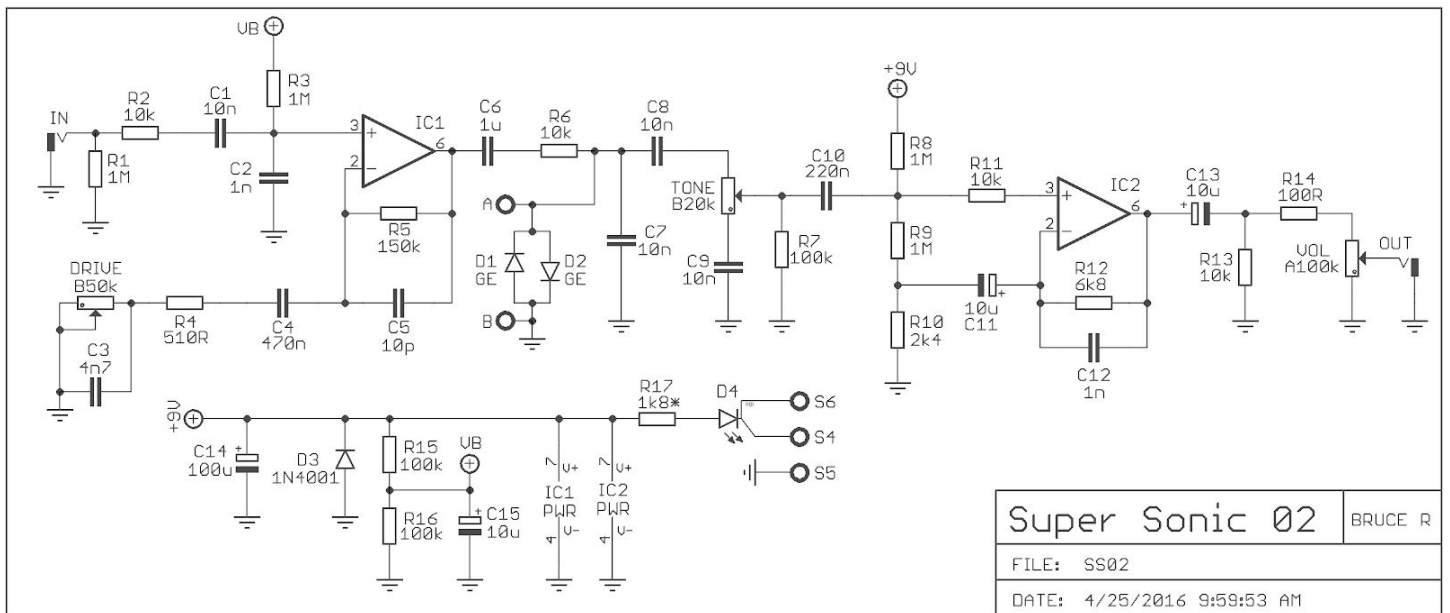 VB
R3
1M
IN
R2
10k
C1
10n
R1
1M
C2
1n
3
+
2
−
6
IC1
R5
150k
C6
1u
R6
10k
C8
10n
A
D1
GE
D2
GE
B
C7
10n
TONE
B20k
C9
10n
C10
220n
R7
100k
+9V
R8
1M
R9
1M
R10
2k4
R11
10k
3
+
2
−
6
IC2
R12
6k8
10u
+
C11
C12
1n
C13
10u
+
R13
10k
R14
100R
VOL
A100k
OUT
DRIVE
B50k
R4
510R
C4
470n
C5
10p
C3
4n7
+9V
C14
100u
+
D3
1N4001
R15
100k
R16
100k
VB
C15
10u
+
7
V+
IC1
PWR
4
V-
7
V+
IC2
PWR
4
V-
R17
1k8*
D4
S6
S4
S5
Super Sonic 02
BRUCE R
FILE: SS02
DATE: 4/25/2016 9:59:53 AM